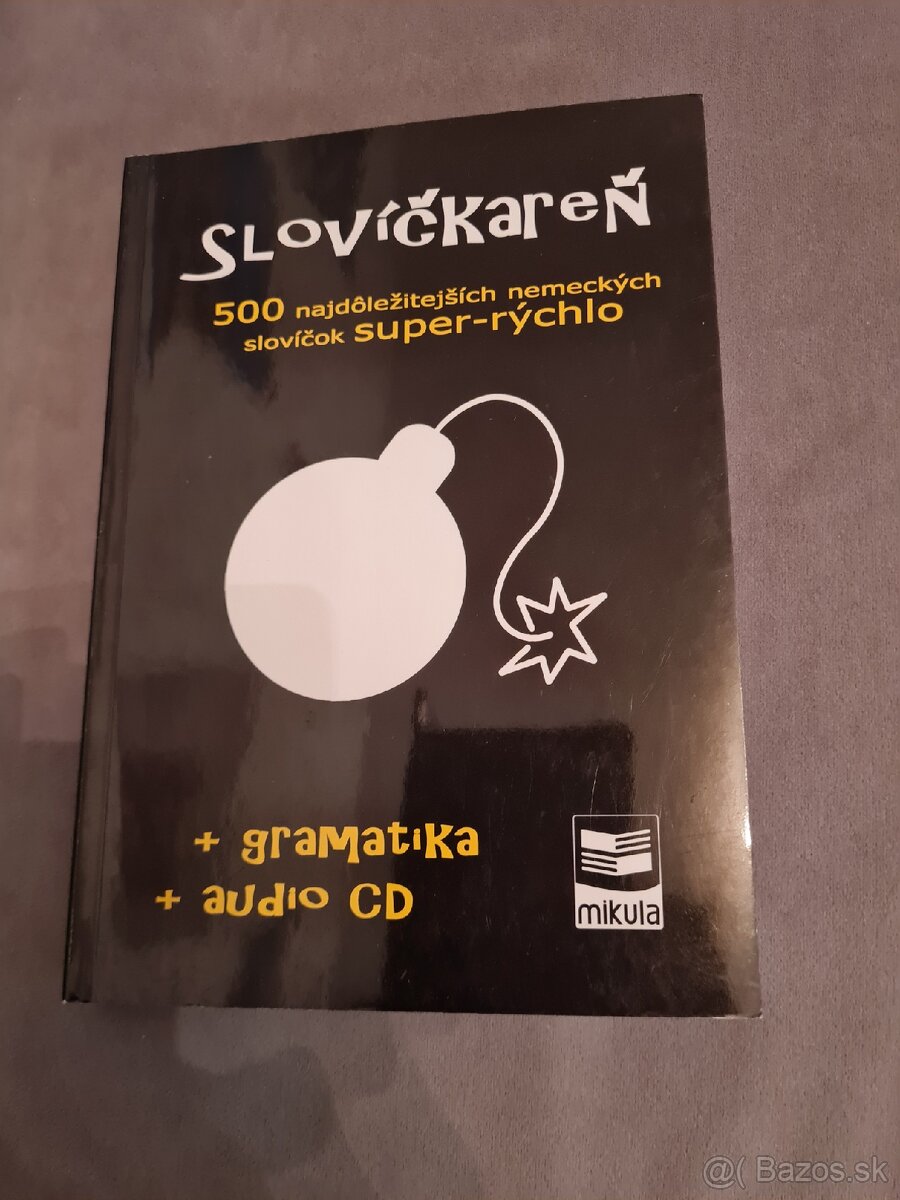 Slovíčkareň
500 najdôležitejších nemeckých
slovíčok super-rýchlo
+ gramatika
+ audio CD
mikula
@( Bazos.sk